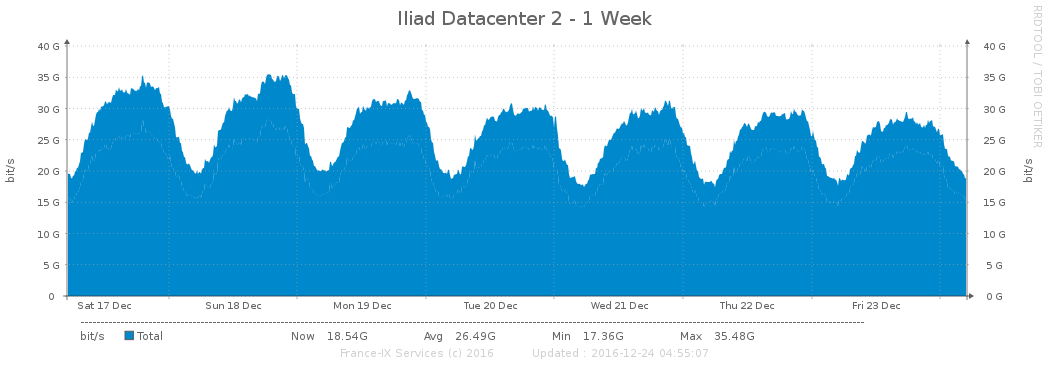 Iliad Datacenter 2 - 1 Week
RRDTOOL / TOBI OETIKER
40 G 40 G
35 G 35 G
30 G 30 G
25 G 25 G
20 G 20 G
15 G 15 G
10 G 10 G
5 G 5 G
0 0 G
bit/s bit/s
Sat 17 Dec Sun 18 Dec Mon 19 Dec Tue 20 Dec Wed 21 Dec Thu 22 Dec Fri 23 Dec
bit/s Total Now 18.54G Avg 26.49G Min 17.36G Max 35.48G
France-IX Services (c) 2016 Updated : 2016-12-24 04:55:07